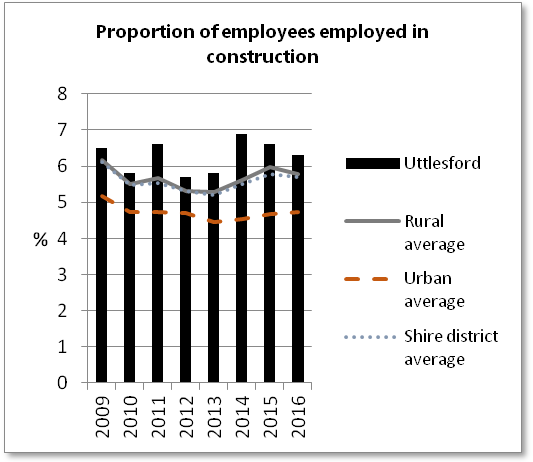 Proportion of employees employed in
construction
8
7
6
5
4
3
2
1
0
%
2009
2010
2011
2012
2013
2014
2015
2016
Uttlesford
Rural
average
Urban
average
Shire district
average